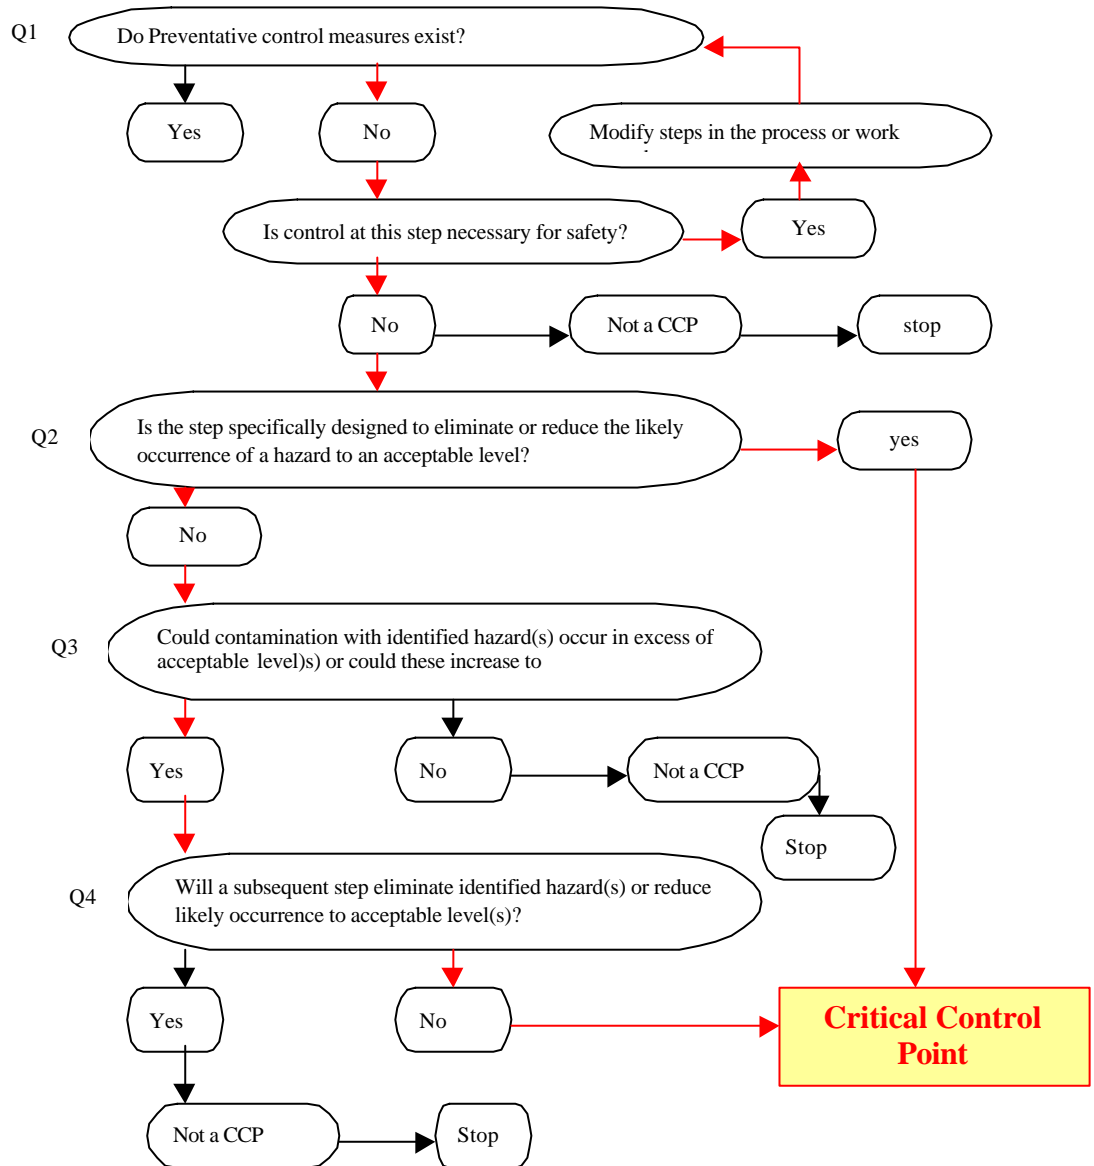 Q1
Do Preventative control measures exist?
Yes
No
Modify steps in the process or work
Is control at this step necessary for safety?
Yes
No
Not a CCP
stop
Q2
Is the step specifically designed to eliminate or reduce the likely
occurrence of a hazard to an acceptable level?
yes
No
Q3
Could contamination with identified hazard(s) occur in excess of
acceptable level)s) or could these increase to
Yes
No
Not a CCP
Stop
Q4
Will a subsequent step eliminate identified hazard(s) or reduce
likely occurrence to acceptable level(s)?
Yes
No
Critical Control
Point
Not a CCP
Stop